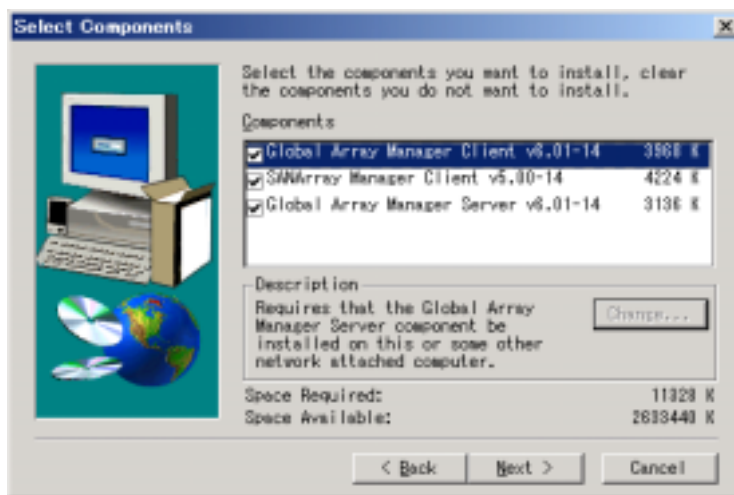 Select Components
Select the components you want to install, clear
the components you do not want to install.
Components
Global Array Manager Client v6.01-14 3968 K
SANArray Manager Client v5.00-14 4224 K
Global Array Manager Server v6.01-14 3136 K
Description
Requires that the Global Array
Manager Server component be
installed on this or some other
network attached computer.
Change...
Space Required: 11328 K
Space Available: 2633440 K
< Back Next > Cancel